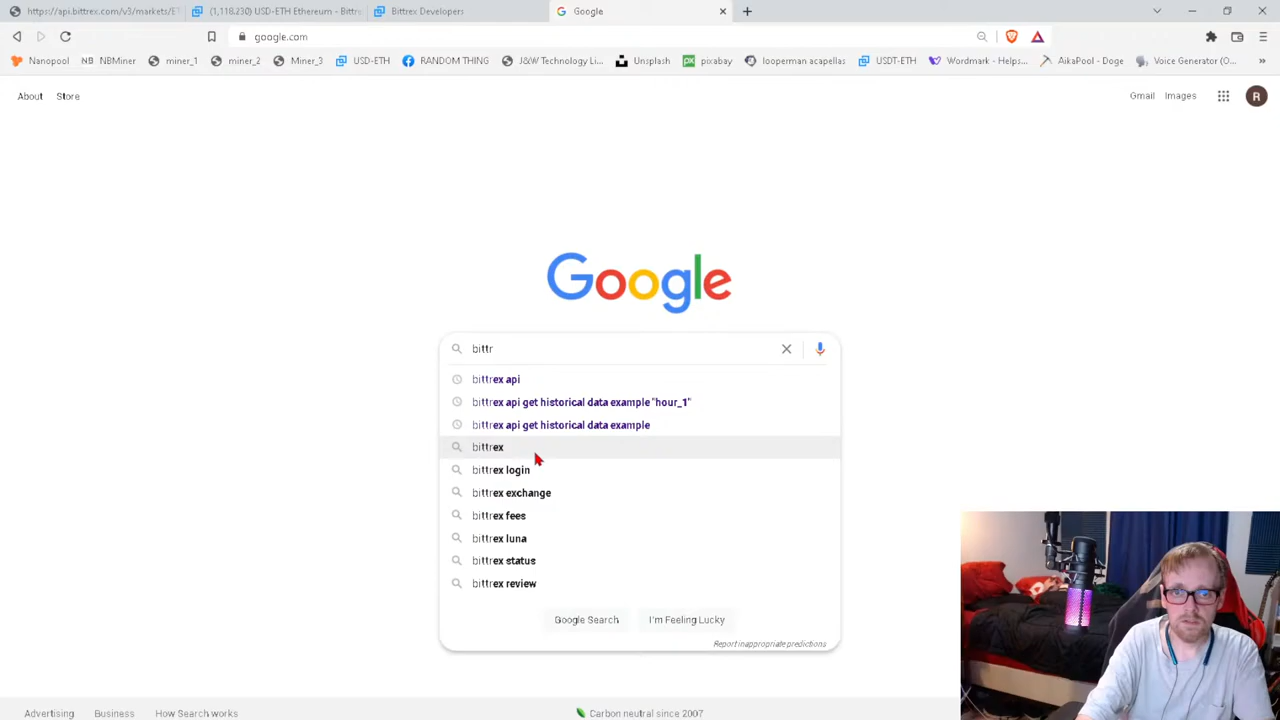 https://api.bittrex.com/v3/markets/ET
(1,118.230) USD-ETH Ethereum - Bittre
Bittrex Developers
Google
google.com
Nanopool
NB NBMiner
miner_1
miner_2
Miner_3
USD-ETH
RANDOM THING
J&W Technology Li...
Unsplash
px pixabay
looperman acapellas
USDT-ETH
Wordmark - Helps...
AikaPool - Doge
Voice Generator (O...
About
Store
Gmail
Images
R
Google
bittr
bittrex api
bittrex api get historical data example "hour_1"
bittrex api get historical data example
bittrex
bittrex login
bittrex exchange
bittrex fees
bittrex luna
bittrex status
bittrex review
Google Search
I'm Feeling Lucky
Report inappropriate predictions
Advertising
Business
How Search works
Carbon neutral since 2007